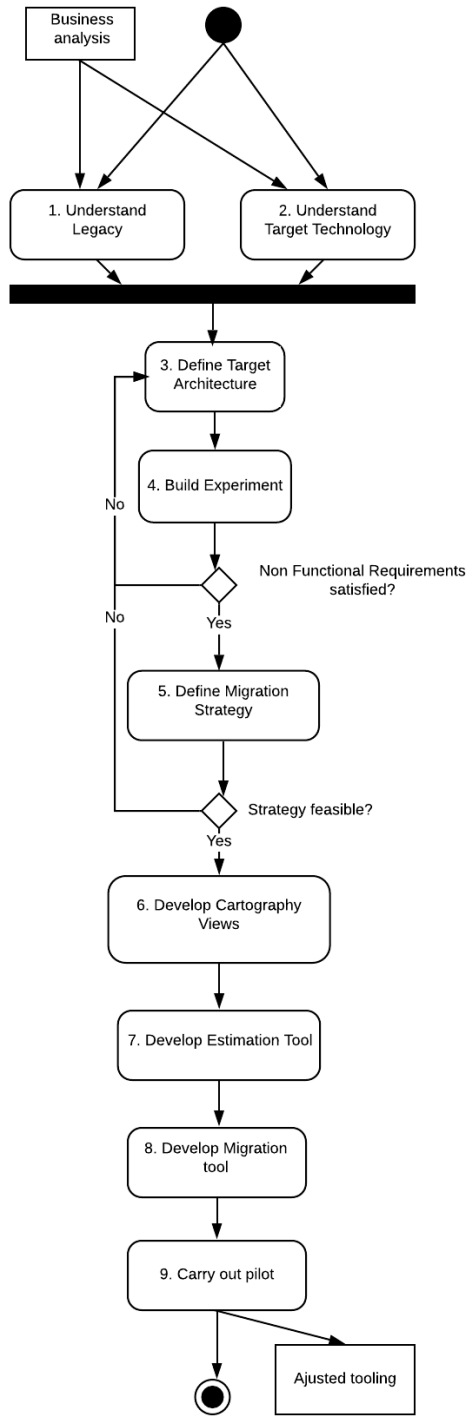 Business
analysis
1. Understand
Legacy
2. Understand
Target Technology
3. Define Target
Architecture
4. Build Experiment
No
Non Functional Requirements
satisfied?
No
Yes
5. Define Migration
Strategy
Strategy feasible?
Yes
6. Develop Cartography
Views
7. Develop Estimation Tool
8. Develop Migration
tool
9. Carry out pilot
Ajusted tooling